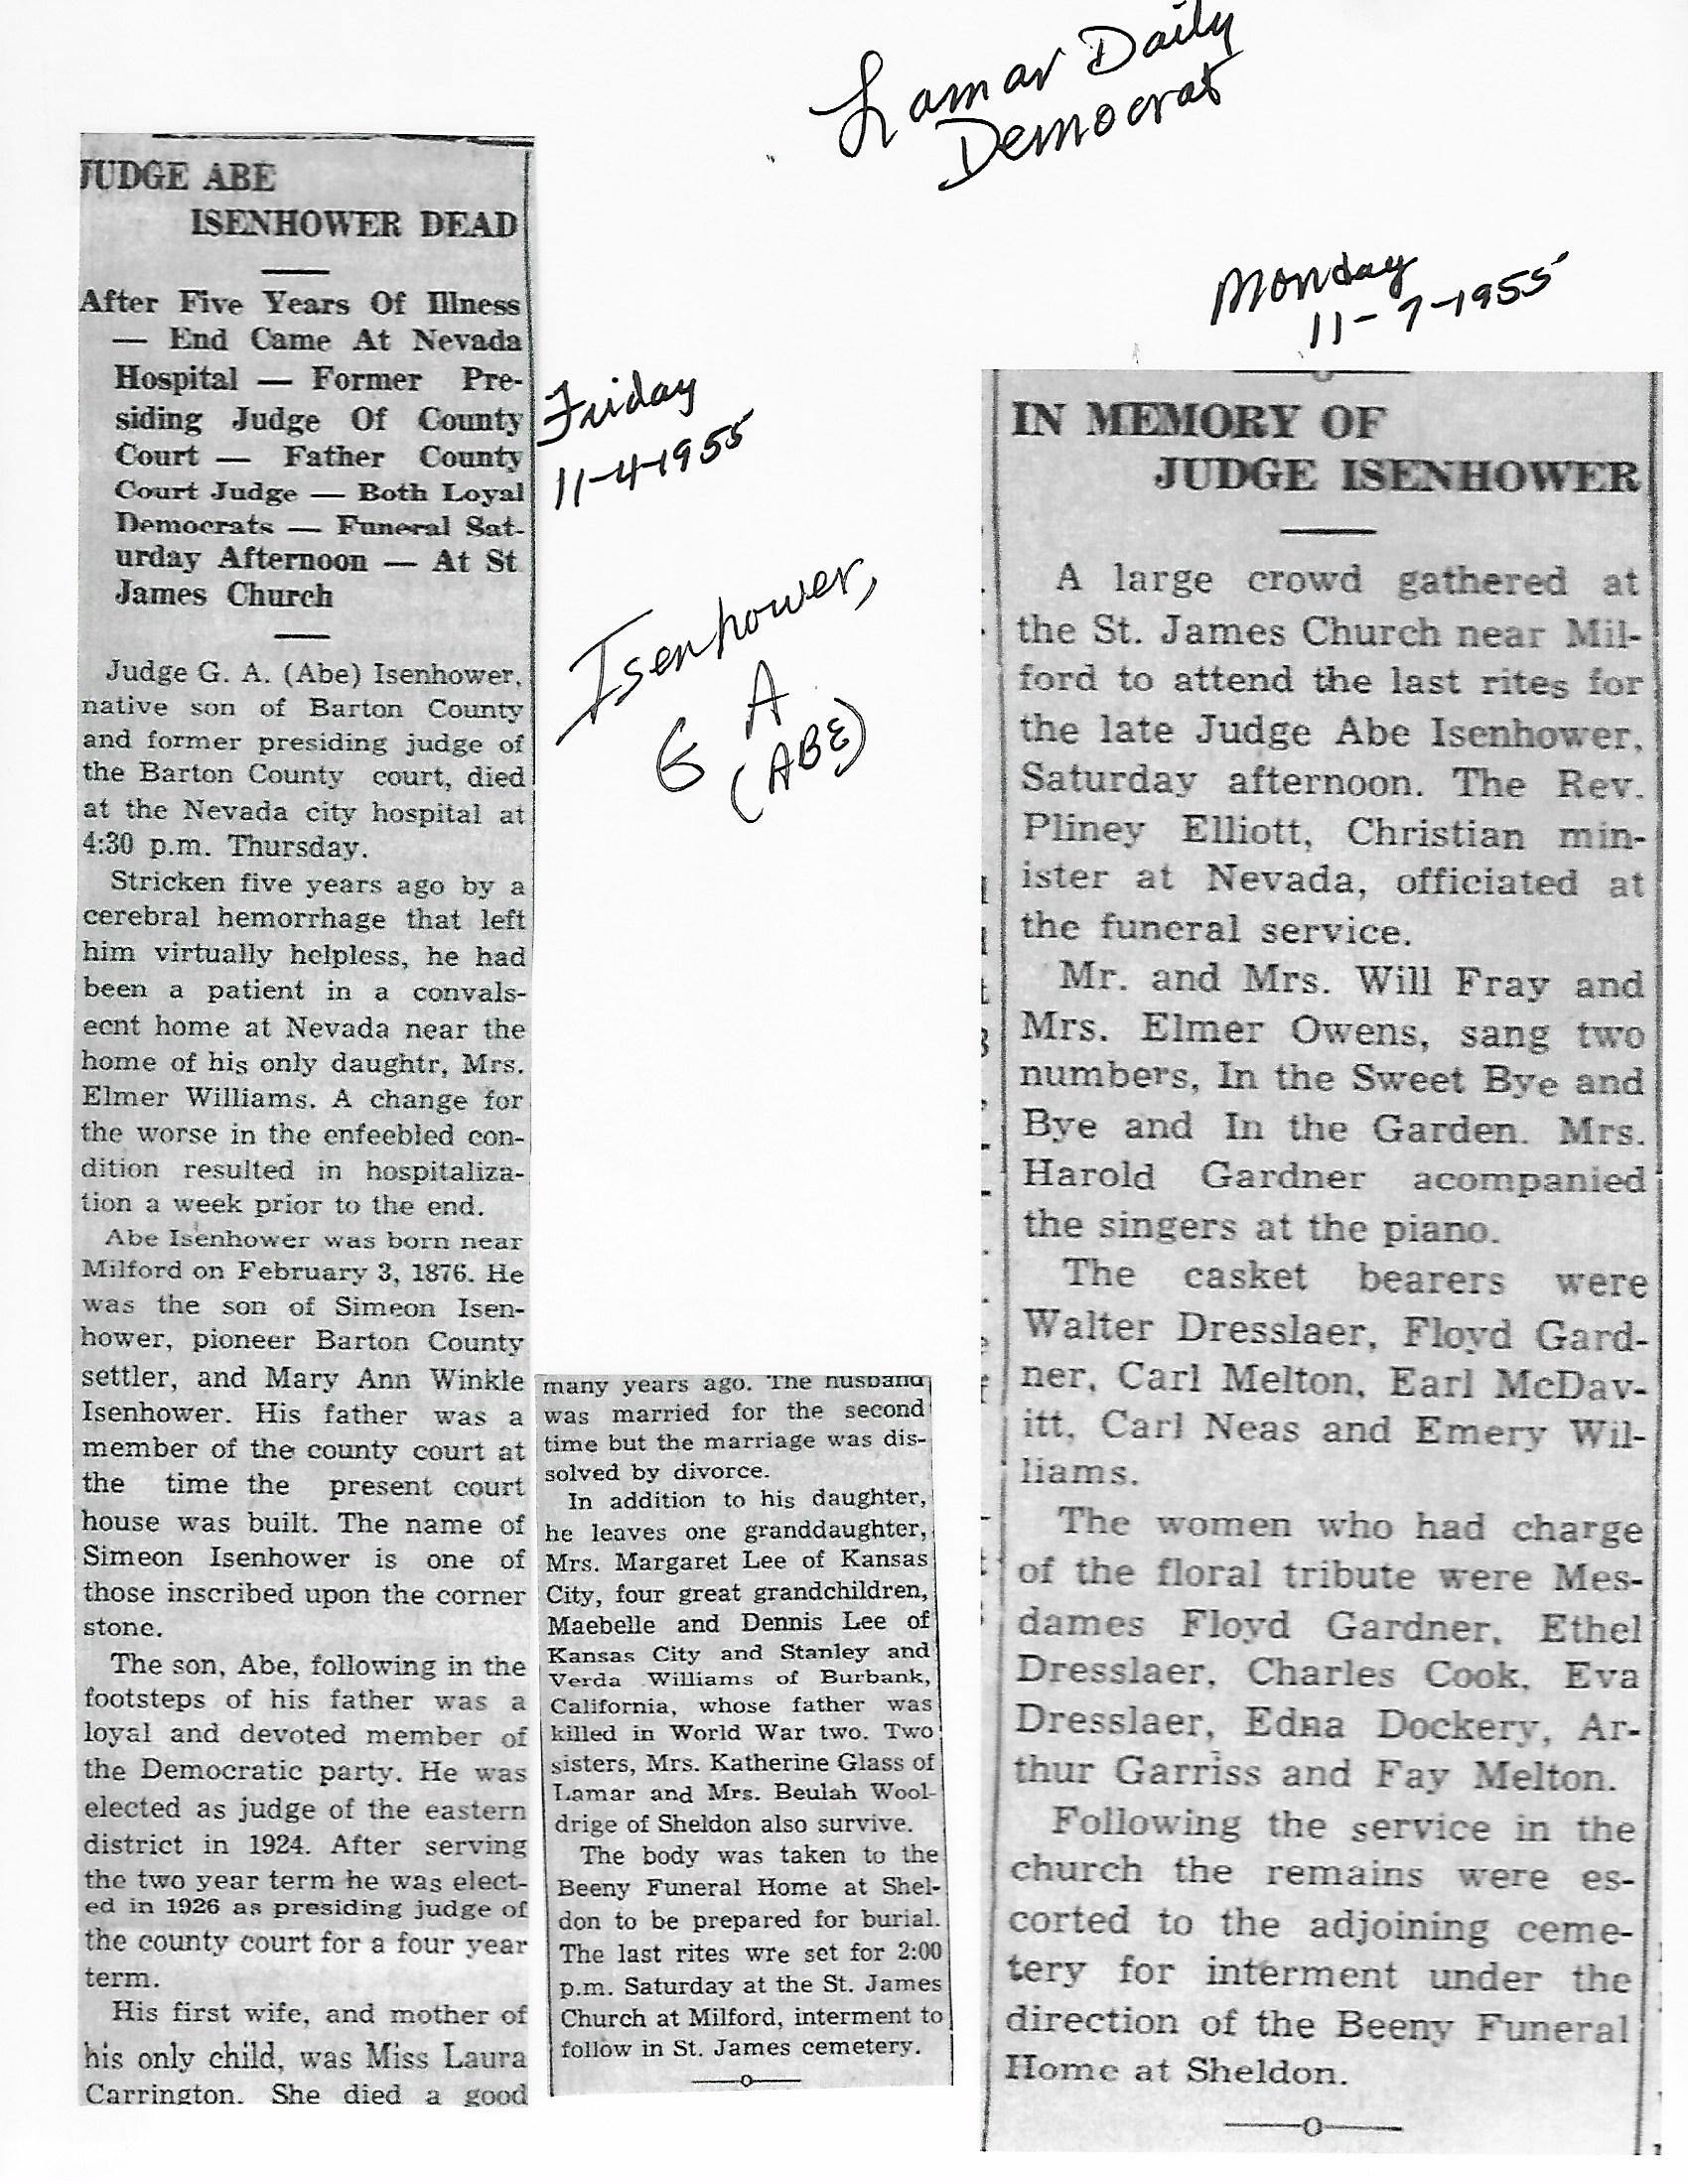 Lamar Daily
Democrat
JUDGE ABE
ISENHOWER DEAD
After Five Years Of Illness
— End Came At Nevada
Hospital — Former Pre-
siding Judge Of County
Court — Father County
Court Judge — Both Loyal
Democrats — Funeral Sat-
urday Afternoon — At St
James Church
Judge G. A. (Abe) Isenhower,
native son of Barton County
and former presiding judge of
the Barton County court, died
at the Nevada city hospital at
4:30 p.m. Thursday.
Stricken five years ago by a
cerebral hemorrhage that left
him virtually helpless, he had
been a patient in a convals-
ecnt home at Nevada near the
home of his only daughtr, Mrs.
Elmer Williams. A change for
the worse in the enfeebled con-
dition resulted in hospitaliza-
tion a week prior to the end.
Abe Isenhower was born near
Milford on February 3, 1876. He
was the son of Simeon Isen-
hower, pioneer Barton County
settler, and Mary Ann Winkle
Isenhower. His father was a
member of the county court at
the time the present court
house was built. The name of
Simeon Isenhower is one of
those inscribed upon the corner
stone.
The son, Abe, following in the
footsteps of his father was a
loyal and devoted member of
the Democratic party. He was
elected as judge of the eastern
district in 1924. After serving
the two year term he was elect-
ed in 1926 as presiding judge of
the county court for a four year
term.
His first wife, and mother of
his only child, was Miss Laura
Carrington. She died a good
Friday
11-4-1955
Isenhower,
G A
(ABE)
many years ago. The husband
was married for the second
time but the marriage was dis-
solved by divorce.
In addition to his daughter,
he leaves one granddaughter,
Mrs. Margaret Lee of Kansas
City, four great grandchildren,
Maebelle and Dennis Lee of
Kansas City and Stanley and
Verda Williams of Burbank,
California, whose father was
killed in World War two. Two
sisters, Mrs. Katherine Glass of
Lamar and Mrs. Beulah Wool-
drige of Sheldon also survive.
The body was taken to the
Beeny Funeral Home at Shel-
don to be prepared for burial.
The last rites wre set for 2:00
p.m. Saturday at the St. James
Church at Milford, interment to
follow in St. James cemetery.
Monday
11-7-1955
IN MEMORY OF
JUDGE ISENHOWER
A large crowd gathered at
the St. James Church near Mil-
ford to attend the last rites for
the late Judge Abe Isenhower,
Saturday afternoon. The Rev.
Pliney Elliott, Christian min-
ister at Nevada, officiated at
the funeral service.
Mr. and Mrs. Will Fray and
Mrs. Elmer Owens, sang two
numbers, In the Sweet Bye and
Bye and In the Garden. Mrs.
Harold Gardner acompanied
the singers at the piano.
The casket bearers were
Walter Dresslaer, Floyd Gard-
ner, Carl Melton, Earl McDav-
itt, Carl Neas and Emery Wil-
liams.
The women who had charge
of the floral tribute were Mes-
dames Floyd Gardner, Ethel
Dresslaer, Charles Cook, Eva
Dresslaer, Edna Dockery, Ar-
thur Garriss and Fay Melton.
Following the service in the
church the remains were es-
corted to the adjoining ceme-
tery for interment under the
direction of the Beeny Funeral
Home at Sheldon.